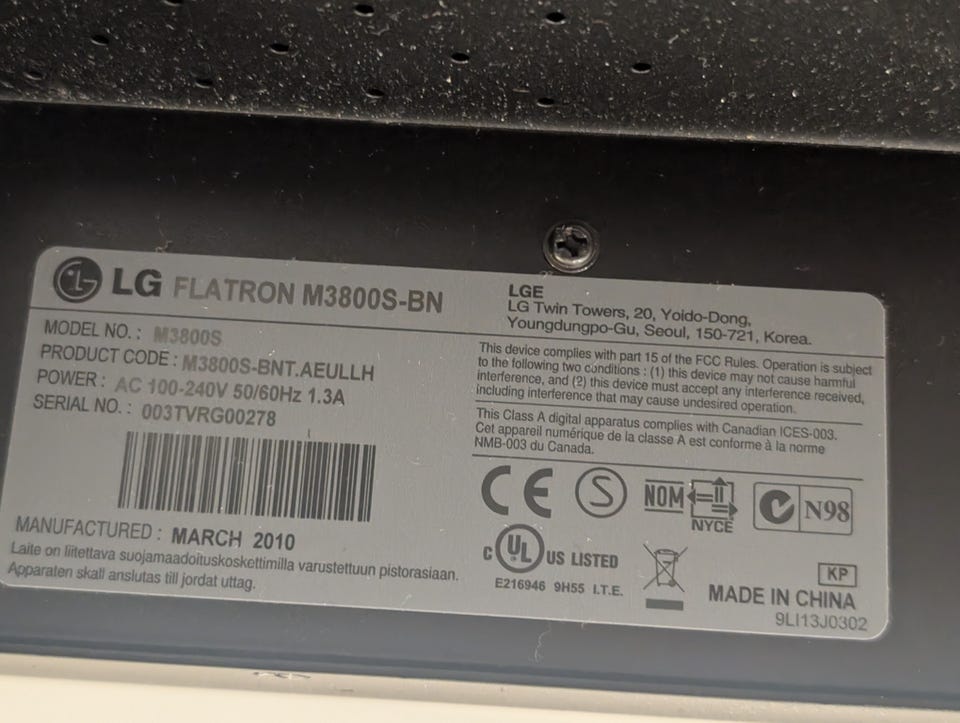 LG FLATRON M3800S-BN
MODEL NO. : M3800S
PRODUCT CODE : M3800S-BNT.AEULLH
POWER : AC 100-240V 50/60Hz 1.3A
SERIAL NO. : 003TVRG00278
MANUFACTURED : MARCH 2010
Laite on liitettava suojamaadoituskoskettimilla varustettuun pistorasiaan.
Apparaten skall anslutas till jordat uttag.
LGE
LG Twin Towers, 20, Yoido-Dong,
Youngdungpo-Gu, Seoul, 150-721, Korea.
This device complies with part 15 of the FCC Rules. Operation is subject
to the following two conditions : (1) this device may not cause harmful
interference, and (2) this device must accept any interference received,
including interference that may cause undesired operation.
This Class A digital apparatus complies with Canadian ICES-003.
Cet appareil numérique de la classe A est conforme à la norme
NMB-003 du Canada.
CE S NOM NYCE N98
C UL US LISTED
E216946 9H55 I.T.E.
KP
MADE IN CHINA
9LI13J0302